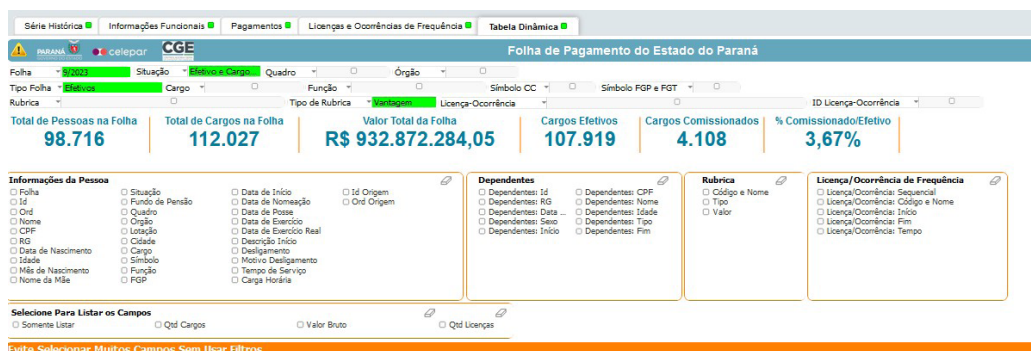 Série Histórica Informações Funcionais Pagamentos Licenças e Ocorrências de Frequência Tabela Dinâmica
PARANÁ celepar CGE Folha de Pagamento do Estado do Paraná
Folha 9/2023 Situação Efetivo e Cargo... Quadro Órgão
Tipo Folha Efetivos Cargo Função Símbolo CC Símbolo FGP e FGT
Rubrica Tipo de Rubrica Vantagem Licença-Ocorrência ID Licença-Ocorrência
Total de Pessoas na Folha Total de Cargos na Folha Valor Total da Folha Cargos Efetivos Cargos Comissionados % Comissionado/Efetivo
98.716 112.027 R$ 932.872.284,05 107.919 4.108 3,67%
Informações da Pessoa Dependentes Rubrica Licença/Ocorrência de Frequência
Folha Situação Data de Início Id Origem Dependentes: Id Dependentes: CPF Código e Nome Licença/Ocorrência: Sequencial
Id Fundo de Pensão Data de Nomeação Ord Origem Dependentes: RG Dependentes: Nome Tipo Licença/Ocorrência: Código e Nome
Ord Quadro Data de Posse Dependentes: Data ... Dependentes: Idade Valor Licença/Ocorrência: Início
Nome Orgão Data de Exercício Dependentes: Sexo Dependentes: Tipo Licença/Ocorrência: Fim
CPF Lotação Data de Exercício Real Dependentes: Início Dependentes: Fim Licença/Ocorrência: Tempo
RG Cidade Descrição Início
Data de Nascimento Cargo Desligamento
Idade Símbolo Motivo Desligamento
Mês de Nascimento Função Tempo de Serviço
Nome da Mãe FGP Carga Horária
Selecione Para Listar os Campos
Somente Listar Qtd Cargos Valor Bruto Qtd Licenças
Evite Selecionar Muitos Campos Sem Usar Filtros